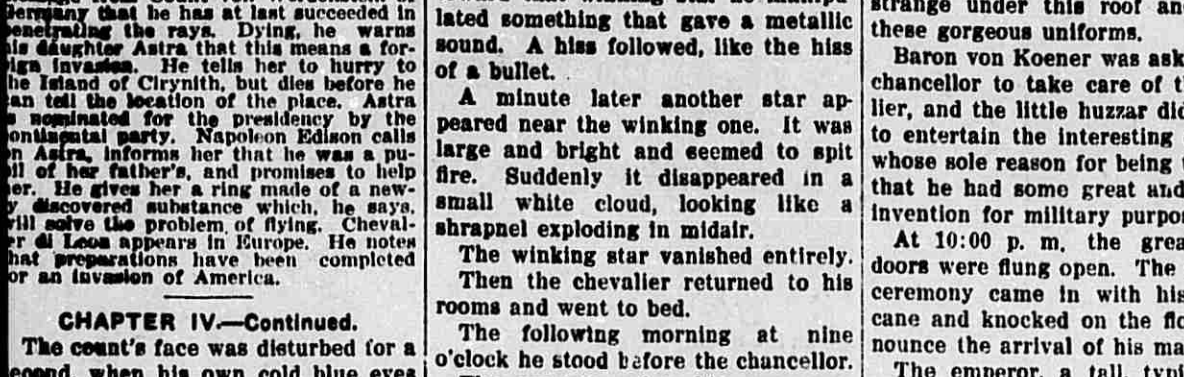 Germany that he has at last succeeded in
penetrating the rays. Dying, he warns
his daughter Astra that this means a for-
eign invasion. He tells her to hurry to
the Island of Cirynith, but dies before he
can tell the location of the place. Astra
is nominated for the presidency by the
continental party. Napoleon Edison calls
on Astra, informs her that he was a pu-
pil of her father's, and promises to help
her. He gives her a ring made of a new-
ly discovered substance which, he says,
will solve the problem of flying. Cheval-
ier di Leon appears in Europe. He notes
that preparations have been completed
for an invasion of America.
CHAPTER IV.—Continued.
The count's face was disturbed for a
second, when his own cold blue eyes
lated something that gave a metallic
sound. A hiss followed, like the hiss
of a bullet.
A minute later another star ap-
peared near the winking one. It was
large and bright and seemed to spit
fire. Suddenly it disappeared in a
small white cloud, looking like a
shrapnel exploding in midair.
The winking star vanished entirely.
Then the chevalier returned to his
rooms and went to bed.
The following morning at nine
o'clock he stood before the chancellor.
strange under this roof an
these gorgeous uniforms.
Baron von Koener was ask
chancellor to take care of t
lier, and the little huzzar did
to entertain the interesting
whose sole reason for being
that he had some great and
invention for military purpo
At 10:00 p. m. the grea
doors were flung open. The
ceremony came in with his
cane and knocked on the flo
nounce the arrival of his ma
The emperor, a tall, typi